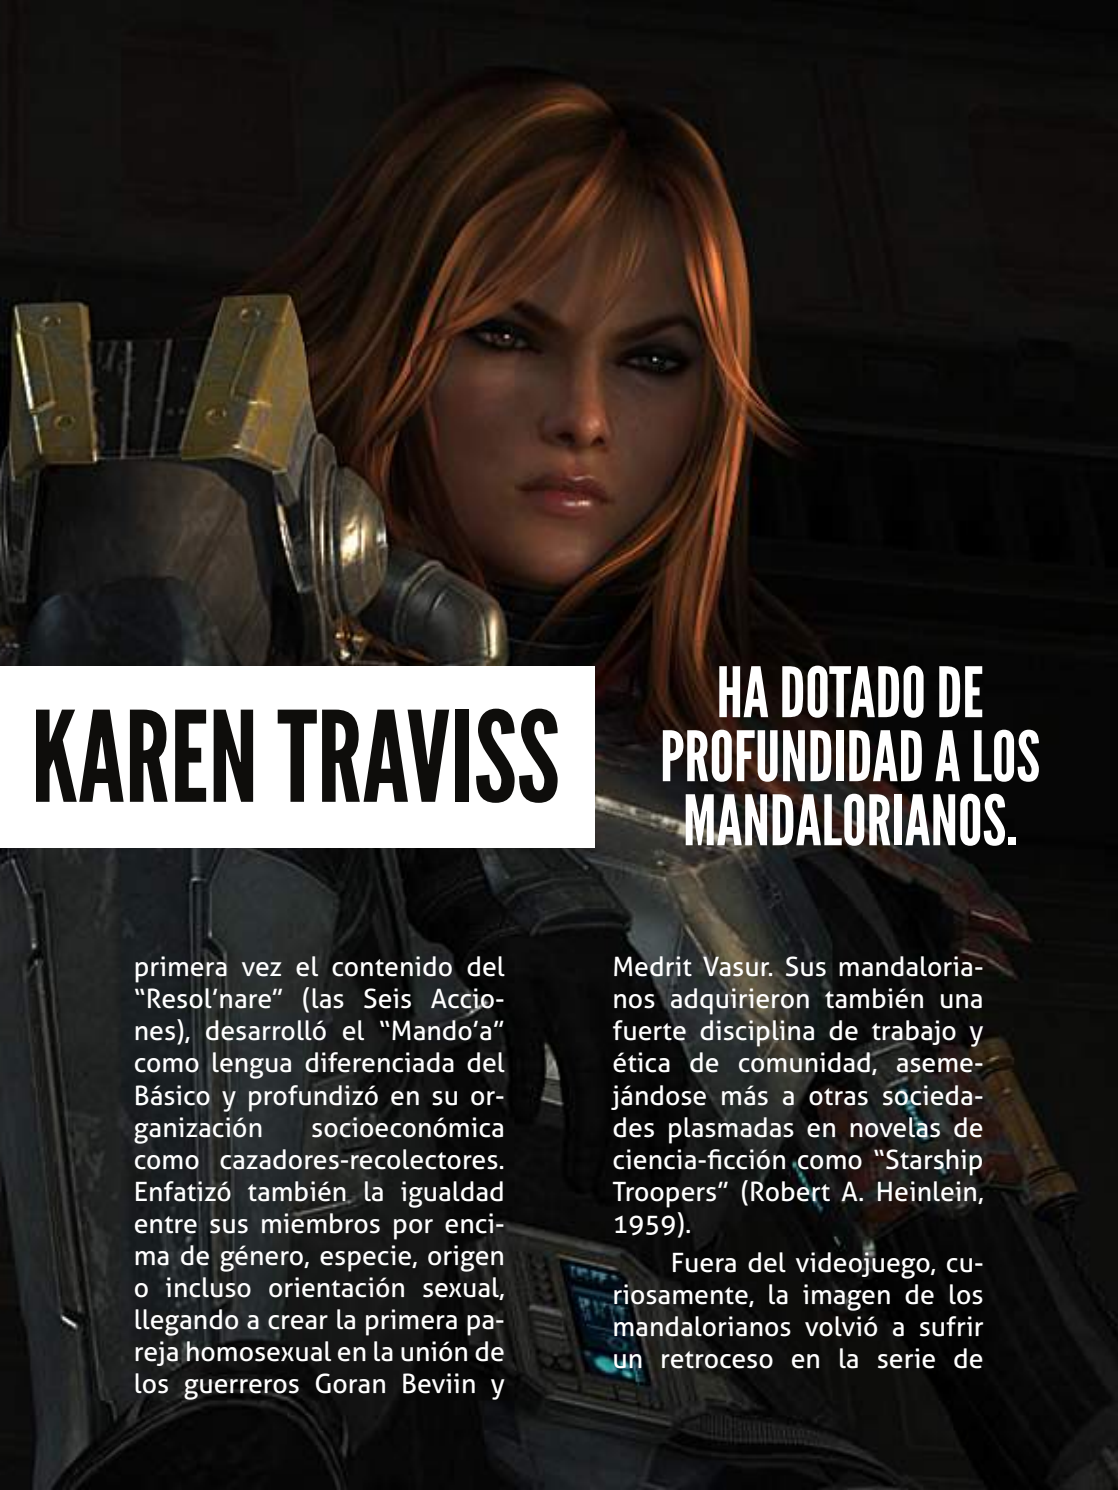 KAREN TRAVISS
HA DOTADO DE
PROFUNDIDAD A LOS
MANDALORIANOS.
primera vez el contenido del
“Resol’nare” (las Seis Accio-
nes), desarrolló el “Mando’a”
como lengua diferenciada del
Básico y profundizó en su or-
ganización socioeconómica
como cazadores-recolectores.
Enfatizó también la igualdad
entre sus miembros por enci-
ma de género, especie, origen
o incluso orientación sexual,
llegando a crear la primera pa-
reja homosexual en la unión de
los guerreros Goran Beviin y
Medrit Vasur. Sus mandaloria-
nos adquirieron también una
fuerte disciplina de trabajo y
ética de comunidad, aseme-
jándose más a otras socieda-
des plasmadas en novelas de
ciencia-ficción como “Starship
Troopers” (Robert A. Heinlein,
1959).
Fuera del videojuego, cu-
riosamente, la imagen de los
mandalorianos volvió a sufrir
un retroceso en la serie de